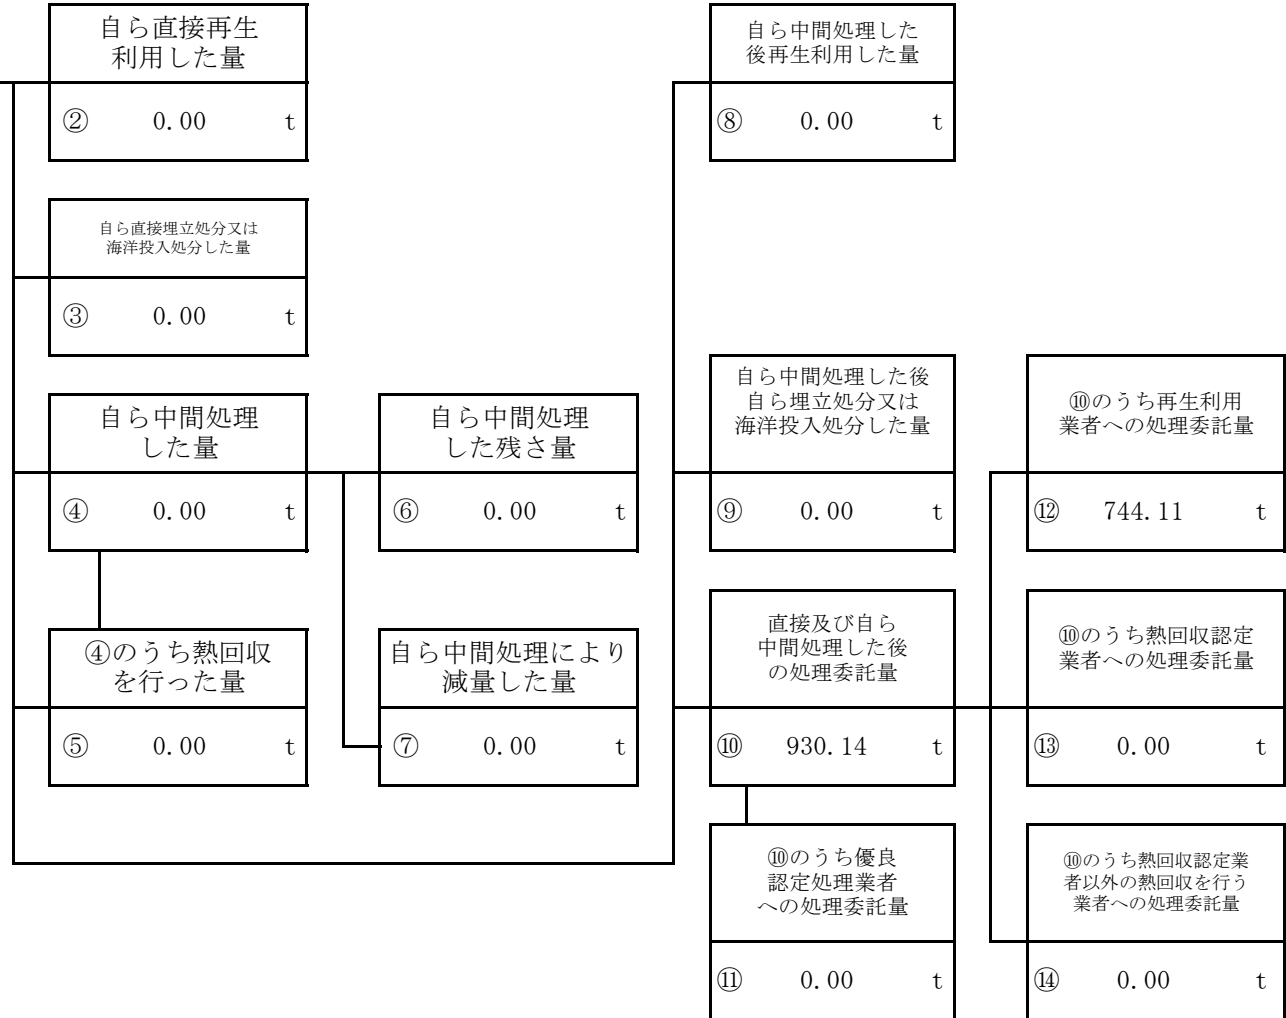 自ら直接再生
利用した量
② 0.00 t
自ら直接埋立処分又は
海洋投入処分した量
③ 0.00 t
自ら中間処理
した量
④ 0.00 t
④のうち熱回収
を行った量
⑤ 0.00 t
自ら中間処理
した残さ量
⑥ 0.00 t
自ら中間処理により
減量した量
⑦ 0.00 t
自ら中間処理した
後再生利用した量
⑧ 0.00 t
自ら中間処理した後
自ら埋立処分又は
海洋投入処分した量
⑨ 0.00 t
直接及び自ら
中間処理した後
の処理委託量
⑩ 930.14 t
⑩のうち優良
認定処理業者
への処理委託量
⑪ 0.00 t
⑩のうち再生利用
業者への処理委託量
⑫ 744.11 t
⑩のうち熱回収認定
業者への処理委託量
⑬ 0.00 t
⑩のうち熱回収認定業
者以外の熱回収を行う
業者への処理委託量
⑭ 0.00 t